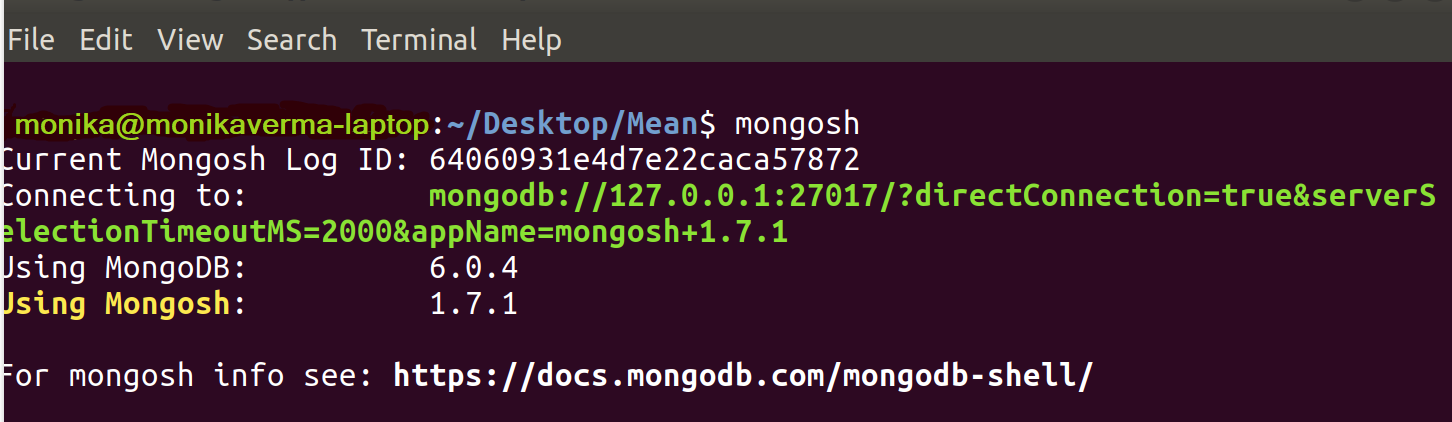 File Edit View Search Terminal Help
monika@monikaverma-laptop:~/Desktop/Mean$ mongosh
Current Mongosh Log ID: 64060931e4d7e22caca57872
Connecting to: mongodb://127.0.0.1:27017/?directConnection=true&serverS
electionTimeoutMS=2000&appName=mongosh+1.7.1
Using MongoDB: 6.0.4
Using Mongosh: 1.7.1
For mongosh info see: https://docs.mongodb.com/mongodb-shell/